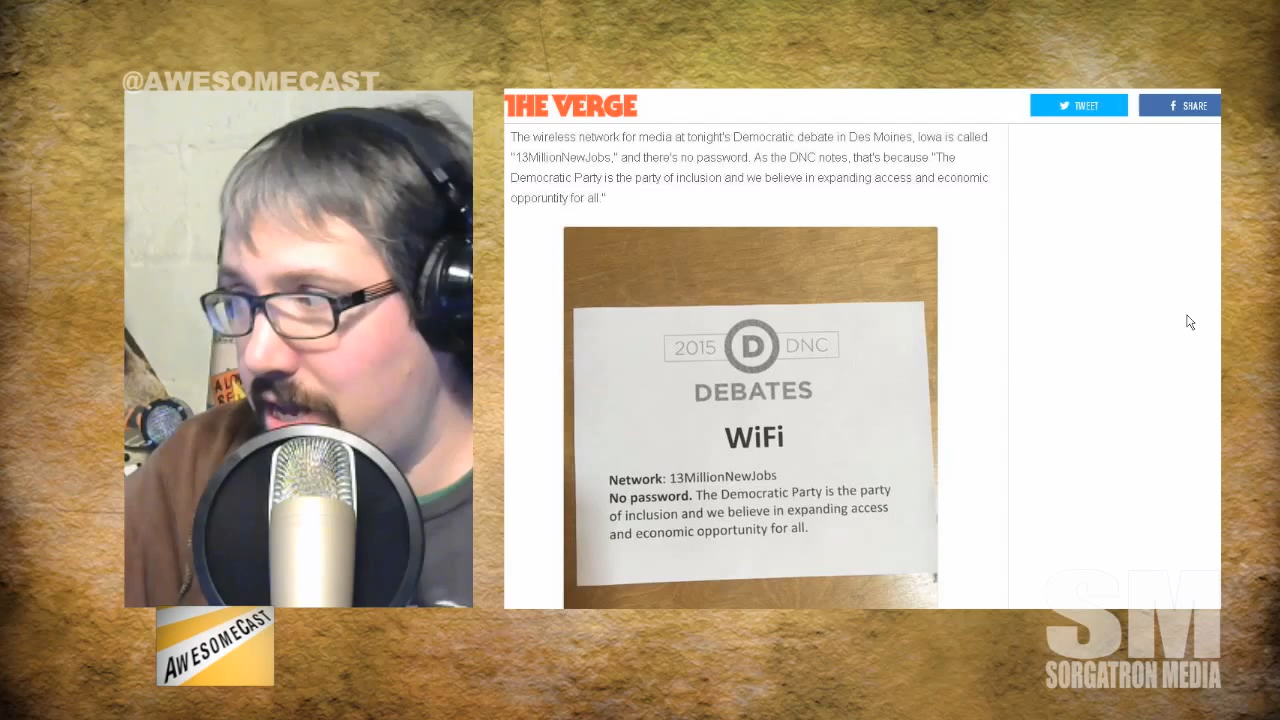 @AWESOMECAST
THE VERGE
TWEET
SHARE
The wireless network for media at tonight's Democratic debate in Des Moines, Iowa is called
"13MillionNewJobs," and there's no password. As the DNC notes, that's because "The
Democratic Party is the party of inclusion and we believe in expanding access and economic
opporuntity for all."
2015 D DNC
DEBATES
WiFi
Network: 13MillionNewJobs
No password. The Democratic Party is the party
of inclusion and we believe in expanding access
and economic opportunity for all.
AWESOMECAST
SM
SORGATRON MEDIA